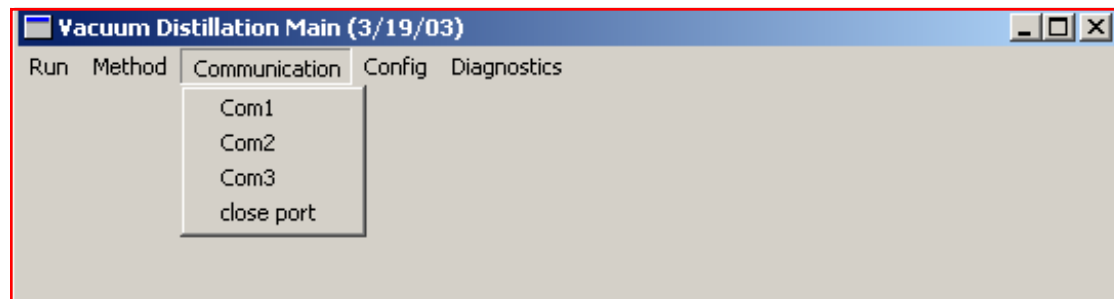 Vacuum Distillation Main (3/19/03)
Run Method Communication Config Diagnostics
Com1
Com2
Com3
close port